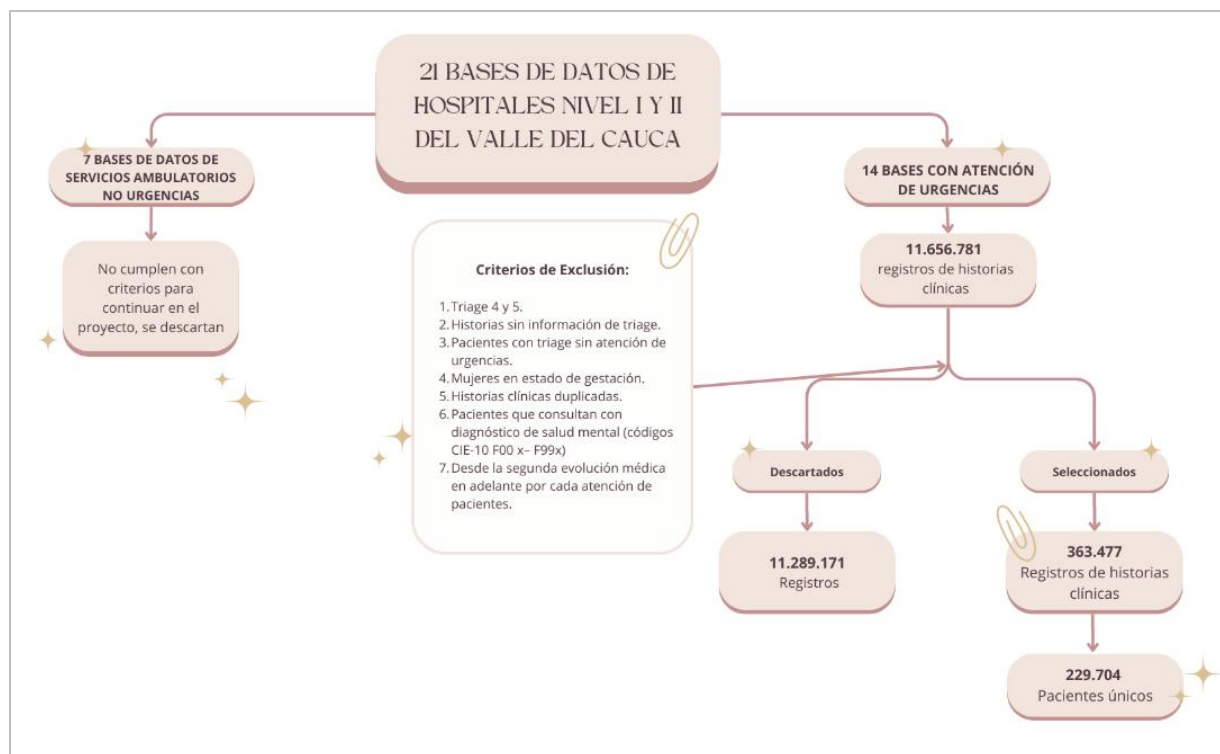 21 BASES DE DATOS DE
HOSPITALES NIVEL I Y II
DEL VALLE DEL CAUCA
7 BASES DE DATOS DE
SERVICIOS AMBULATORIOS
NO URGENCIAS
No cumplen con
criterios para
continuar en el
proyecto, se descartan
14 BASES CON ATENCIÓN
DE URGENCIAS
11.656.781
registros de historias
clínicas
Criterios de Exclusión:
1. Triage 4 y 5.
2. Historias sin información de triage.
3. Pacientes con triage sin atención de
urgencias.
4. Mujeres en estado de gestación.
5. Historias clínicas duplicadas.
6. Pacientes que consultan con
diagnóstico de salud mental (códigos
CIE-10 F00 x– F99x)
7. Desde la segunda evolución médica
en adelante por cada atención de
pacientes.
Descartados
11.289.171
Registros
Seleccionados
363.477
Registros de historias
clínicas
229.704
Pacientes únicos